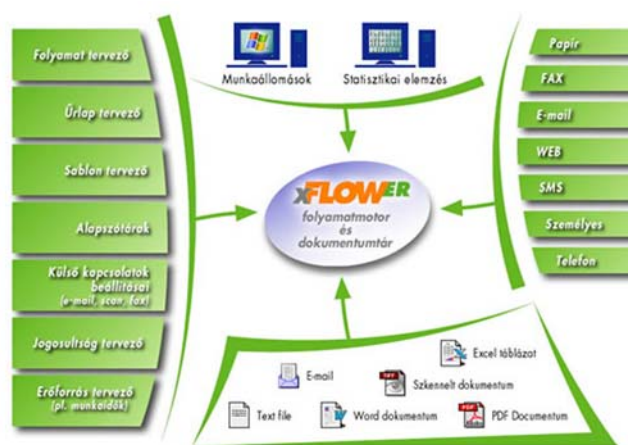 Folyamat tervező
Űrlap tervező
Sablon tervező
Alapszótárak
Külső kapcsolatok
beállításai
(e-mail, scan, fax)
Jogosultság tervező
Erőforrás tervező
(pl. munkaidők)
Munkaállomások
Statisztikai elemzés
xFLOWER
folyamatmotor
és
dokumentumtár
Papír
FAX
E-mail
WEB
SMS
Személyes
Telefon
Excel táblázat
E-mail
TIFF
Szkennelt dokumentum
Text file
Word dokumentum
PDF
PDF Documentum